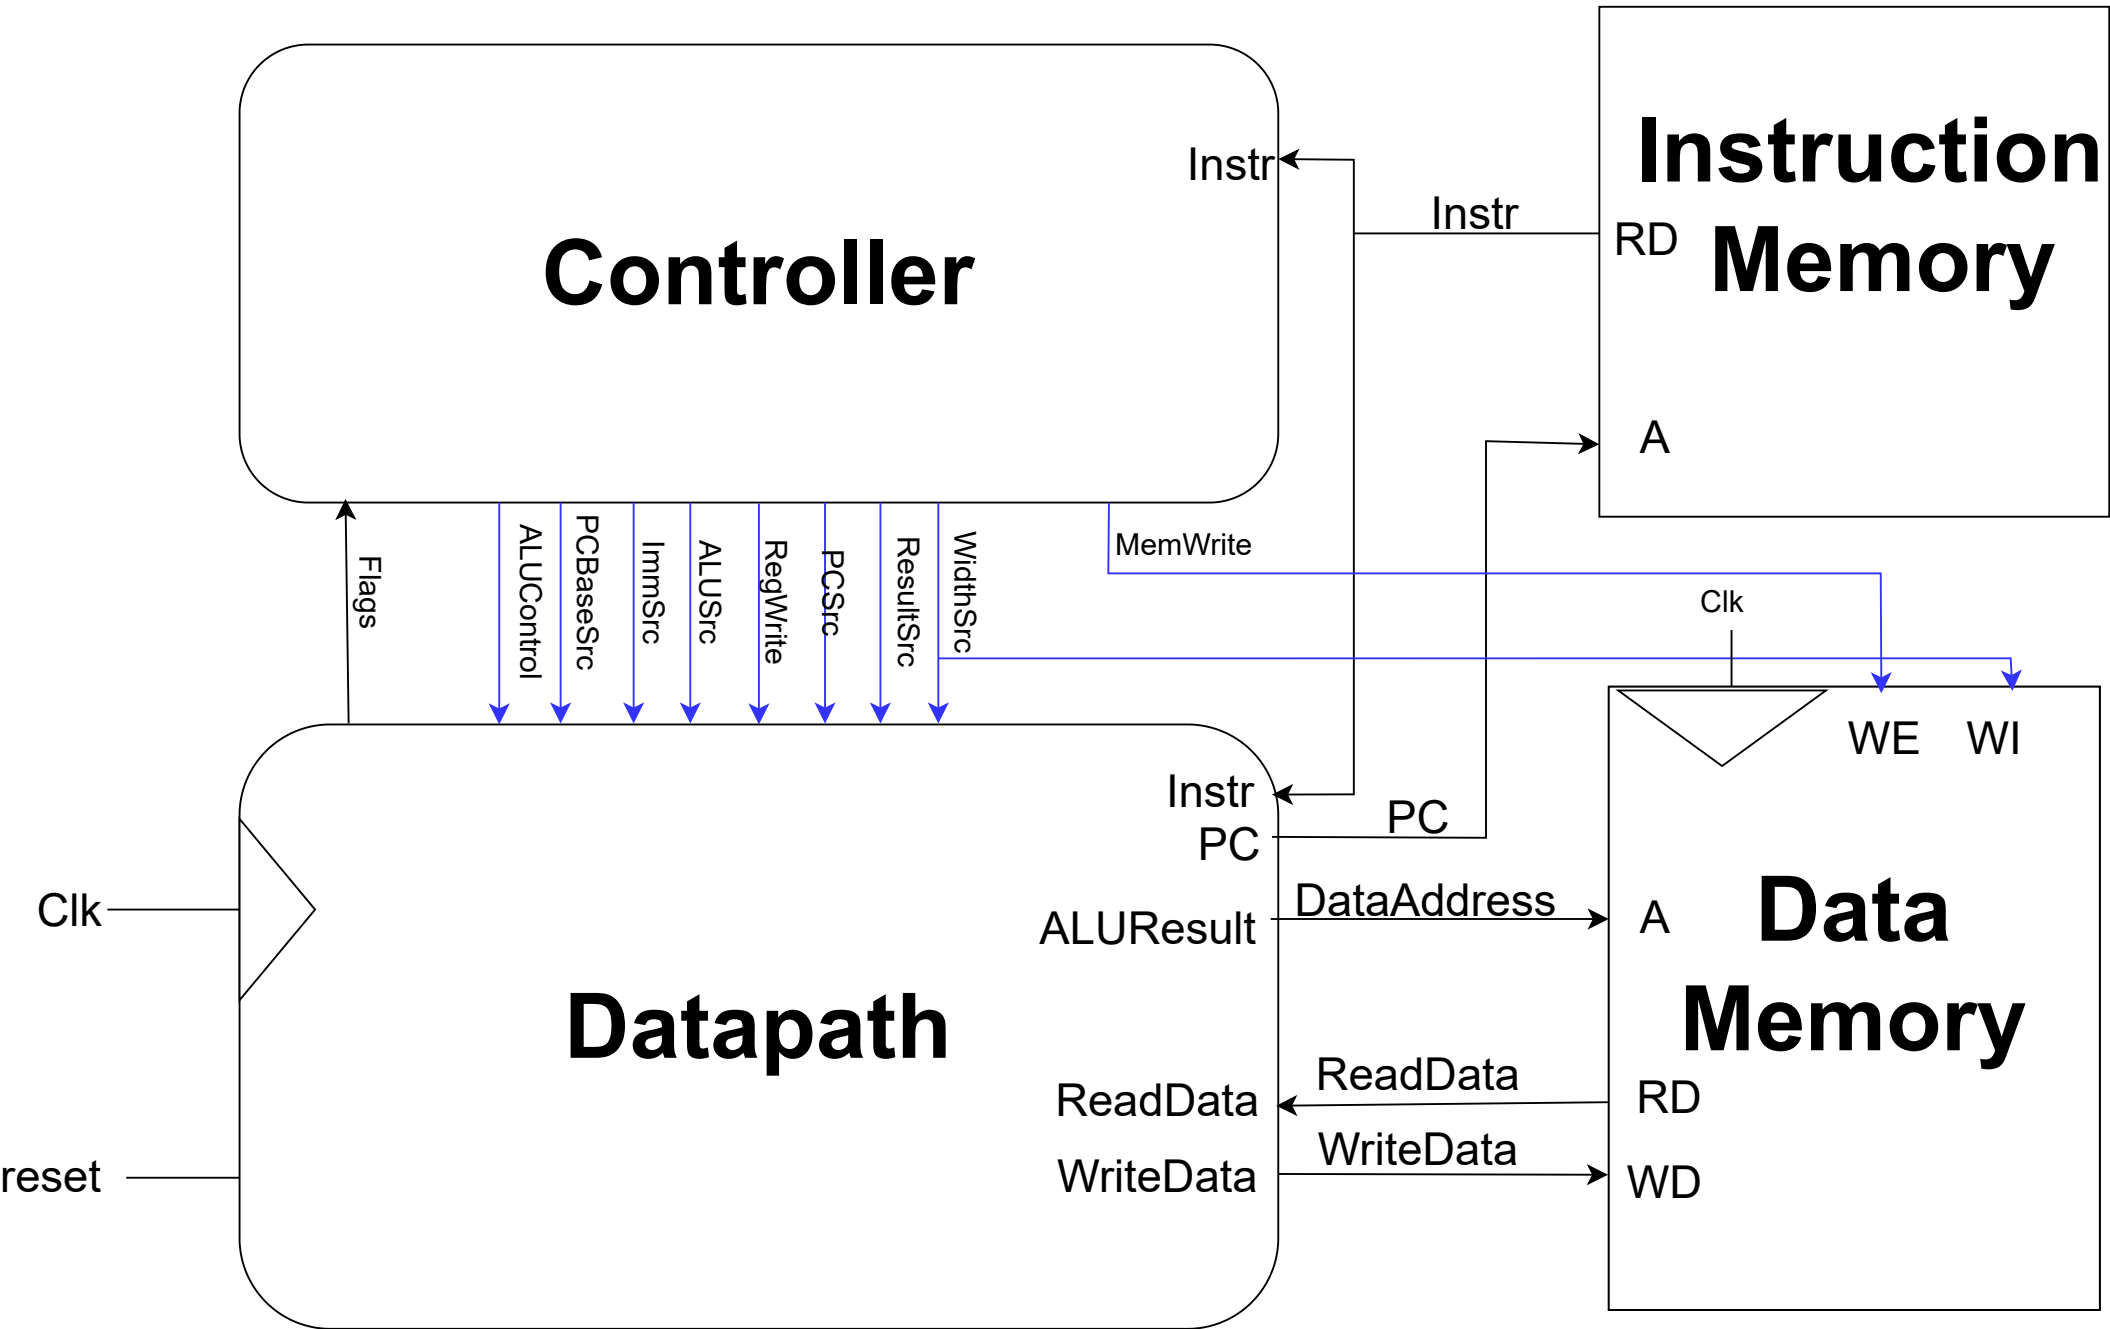 Controller
Instr
Instr
Instruction
Memory
RD
A
Flags
ALUControl
PCBaseSrc
ImmSrc
ALUSrc
RegWrite
PCSrc
ResultSrc
WidthSrc
MemWrite
Clk
WE
WI
Instr
PC
PC
ALUResult
DataAddress
A
Data
Memory
Clk
Datapath
ReadData
ReadData
RD
WriteData
WriteData
WD
reset